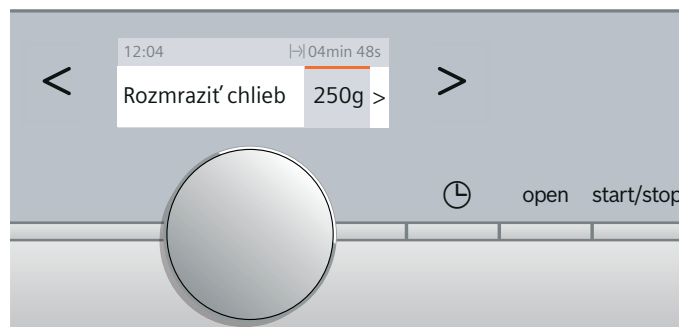 12:04 04min 48s
< Rozmraziť chlieb 250g > >
open start/stop